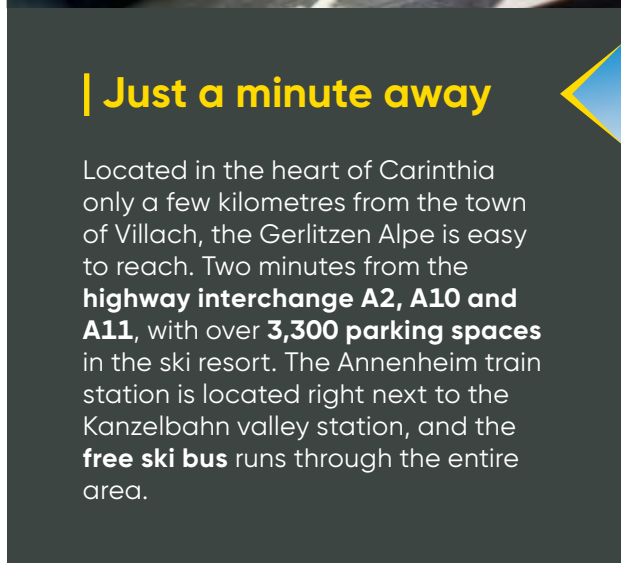 | Just a minute away
Located in the heart of Carinthia
only a few kilometres from the town
of Villach, the Gerlitzen Alpe is easy
to reach. Two minutes from the
highway interchange A2, A10 and
A11, with over 3,300 parking spaces
in the ski resort. The Annenheim train
station is located right next to the
Kanzelbahn valley station, and the
free ski bus runs through the entire
area.